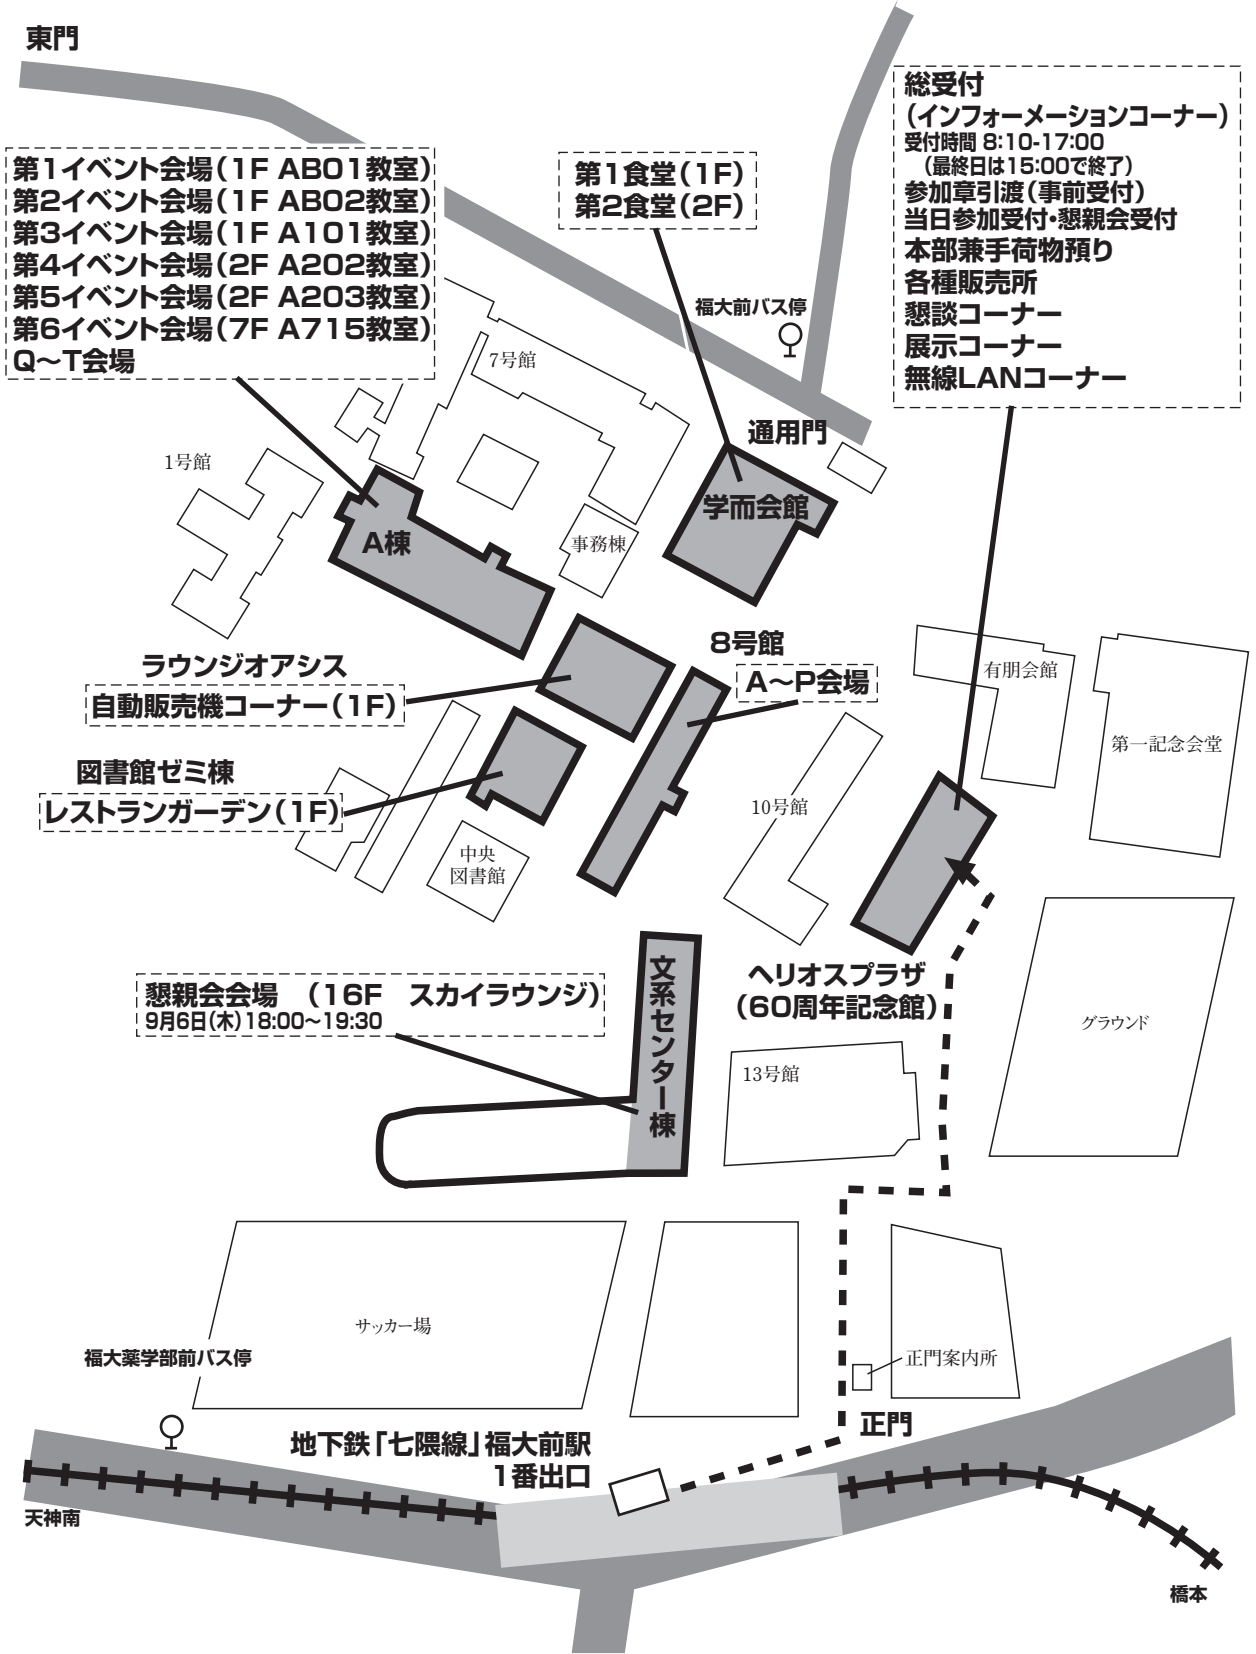 東門
総受付
（インフォーメーションコーナー）
受付時間 8:10-17:00
（最終日は15:00で終了）
参加章引渡（事前受付）
当日参加受付・懇親会受付
本部兼手荷物預り
各種販売所
懇談コーナー
展示コーナー
無線LANコーナー
第1イベント会場（1F AB01教室）
第2イベント会場（1F AB02教室）
第3イベント会場（1F A101教室）
第4イベント会場（2F A202教室）
第5イベント会場（2F A203教室）
第6イベント会場（7F A715教室）
Q～T会場
第1食堂（1F）
第2食堂（2F）
福大前バス停
7号館
通用門
1号館
学而会館
A棟
事務棟
8号館
A～P会場
ラウンジオアシス
自動販売機コーナー（1F）
有朋会館
第一記念会堂
図書館ゼミ棟
レストランガーデン（1F）
10号館
中央
図書館
文系センター棟
ヘリオスプラザ
（60周年記念館）
懇親会会場　（16F　スカイラウンジ）
9月6日（木）18:00～19:30
グラウンド
13号館
サッカー場
福大薬学部前バス停
正門案内所
正門
地下鉄「七隈線」福大前駅
1番出口
天神南
橋本